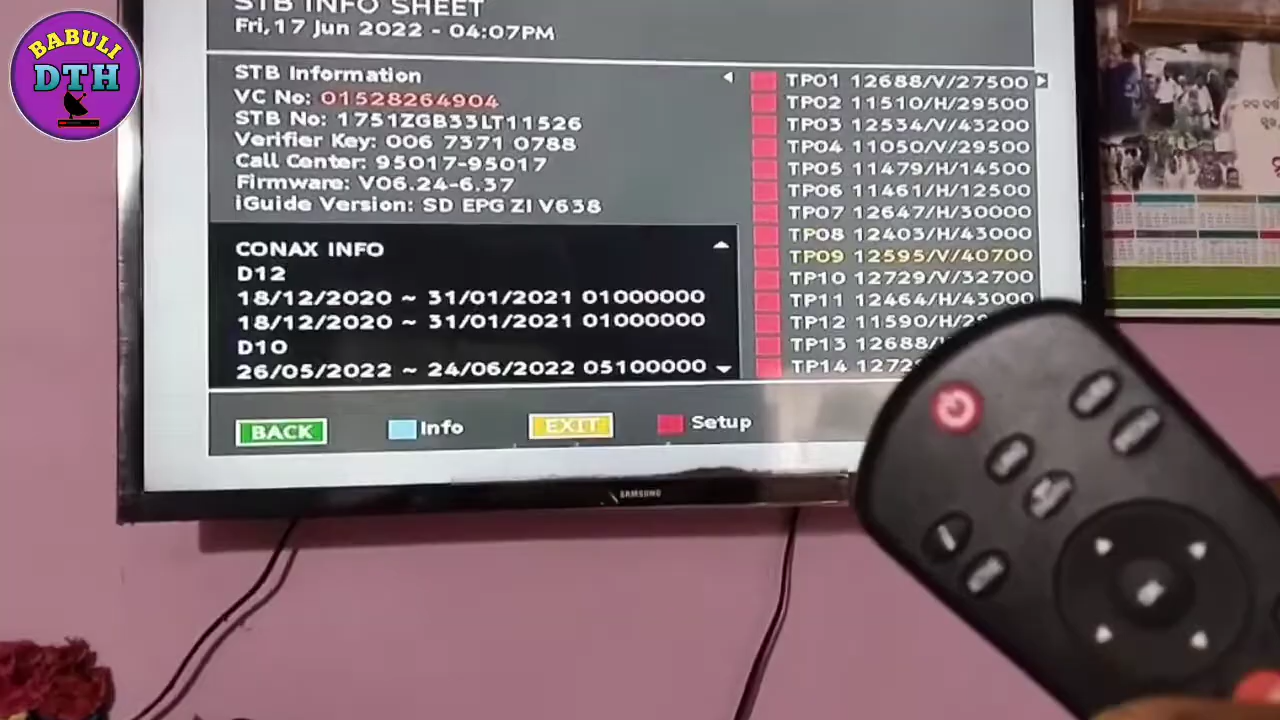 BABULI
DTH
STB INFO SHEET
Fri,17 Jun 2022 - 04:07PM
STB Information
VC No: 01528264904
STB No: 1751ZGB33LT11526
Verifier Key: 006 7371 0788
Call Center: 95017-95017
Firmware: V06.24-6.37
iGuide Version: SD EPG ZI V638
CONAX INFO
D12
18/12/2020 ~ 31/01/2021 01000000
18/12/2020 ~ 31/01/2021 01000000
D10
26/05/2022 ~ 24/06/2022 05100000
TP01 12688/V/27500
TP02 11510/H/29500
TP03 12534/V/43200
TP04 11050/V/29500
TP05 11479/H/14500
TP06 11461/H/12500
TP07 12647/H/30000
TP08 12403/H/43000
TP09 12595/V/40700
TP10 12729/V/32700
TP11 12464/H/43000
TP12 11590/H/
TP13 12688/
TP14
BACK
Info
EXIT
Setup
SAMSUNG